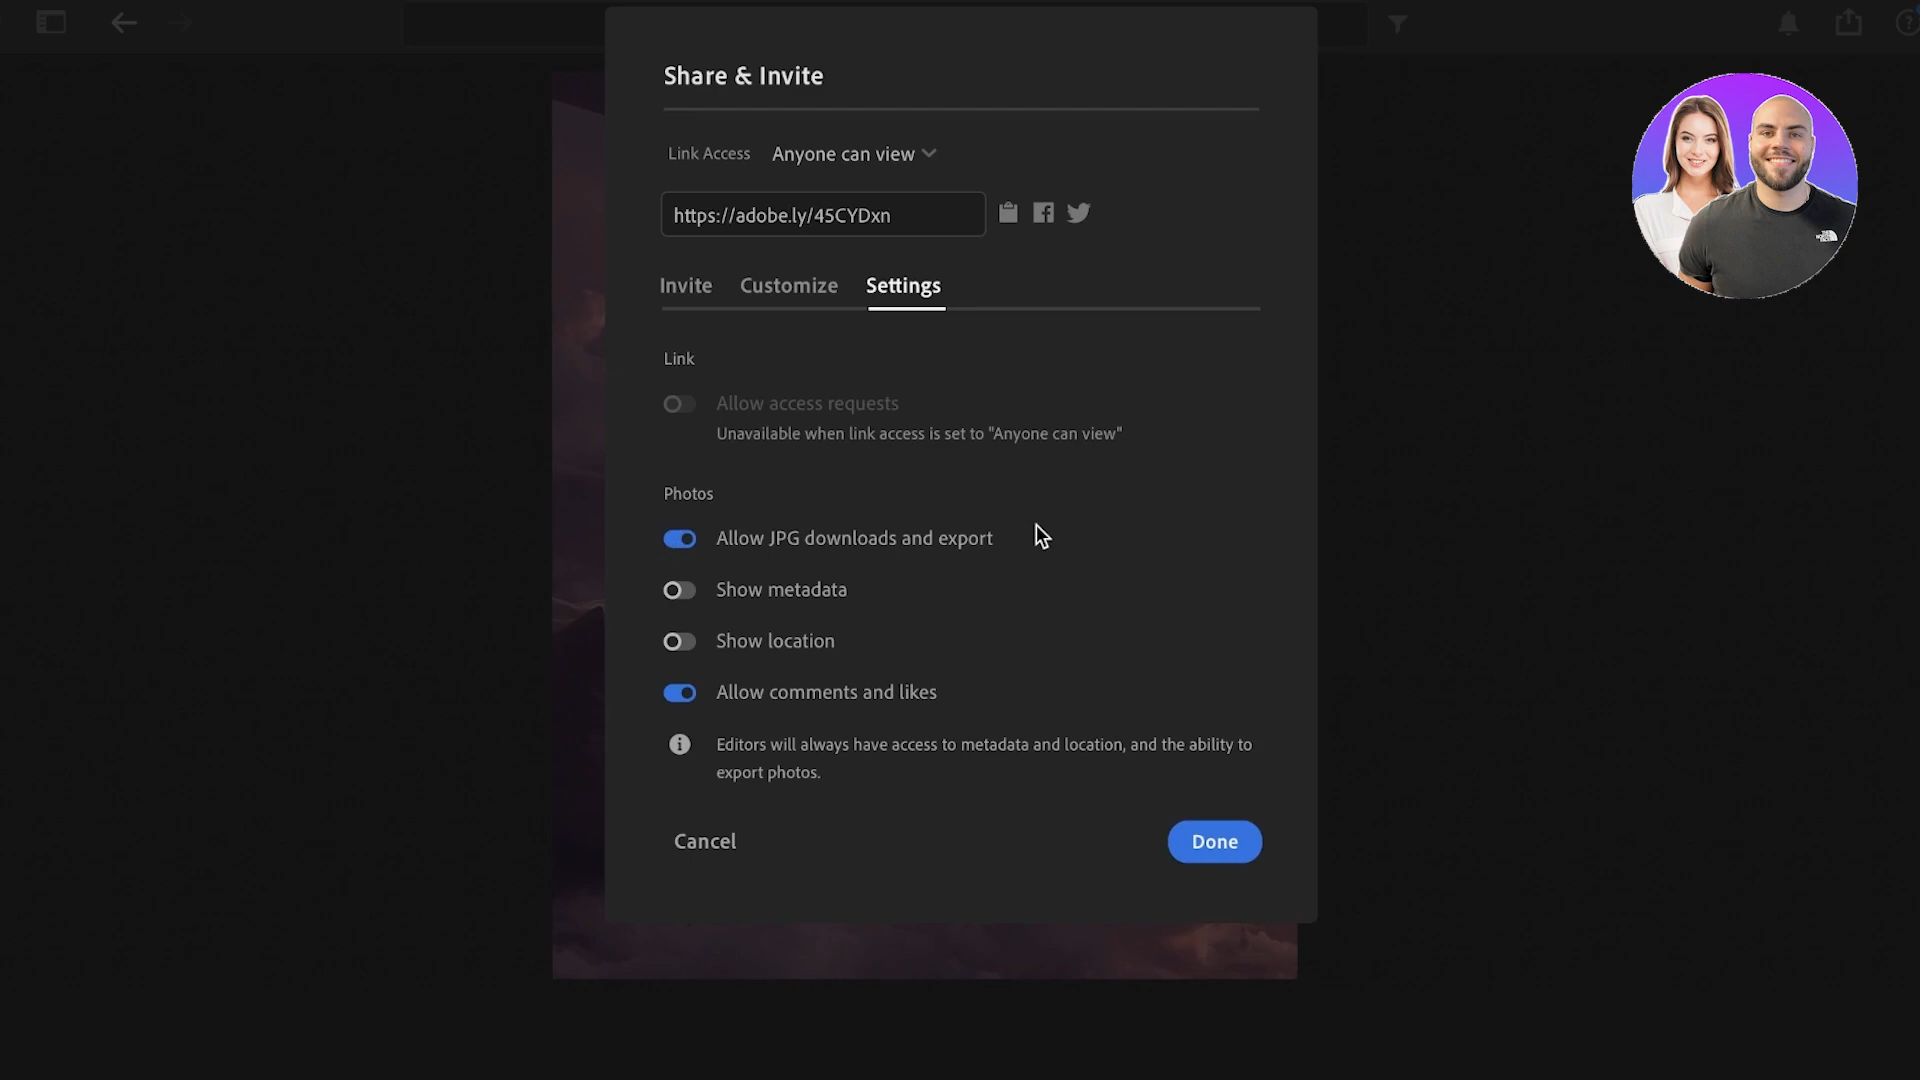 Share & Invite
Link Access Anyone can view
https://adobe.ly/45CYDxn
Invite Customize Settings
Link
Allow access requests
Unavailable when link access is set to "Anyone can view"
Photos
Allow JPG downloads and export
Show metadata
Show location
Allow comments and likes
Editors will always have access to metadata and location, and the ability to
export photos.
Cancel Done